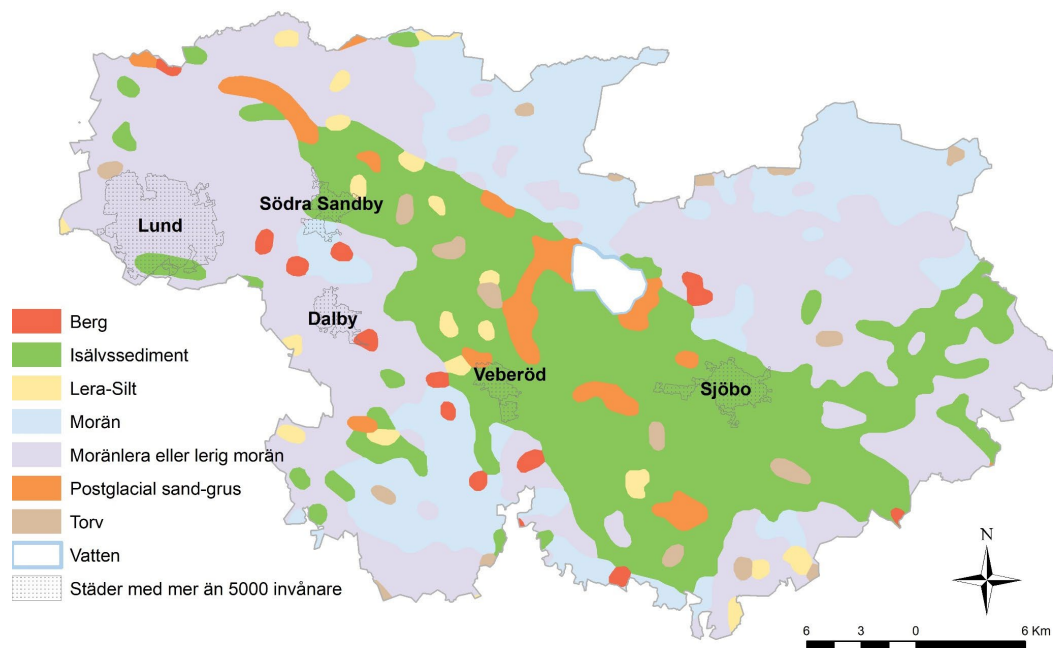 Södra Sandby
Lund
Dalby
Veberöd
Sjöbo
Berg
Isälvssediment
Lera-Silt
Morän
Moränlera eller lerig morän
Postglacial sand-grus
Torv
Vatten
Städer med mer än 5000 invånare
N
6 3 0 6 Km